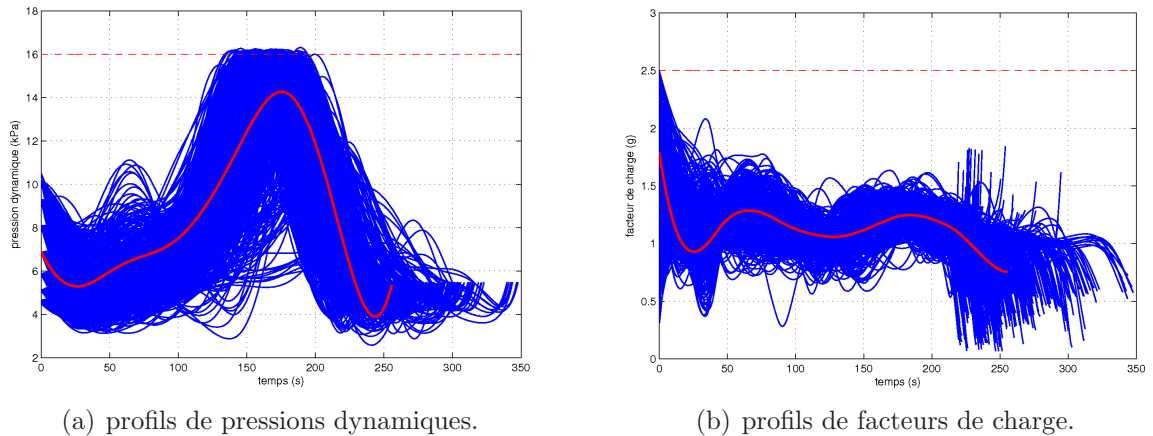 18
16
14
12
10
8
6
4
2
pression dynamique (kPa)
0 50 100 150 200 250 300 350
temps (s)
(a) profils de pressions dynamiques.
3
2.5
2
1.5
1
0.5
0
facteur de charge (g)
0 50 100 150 200 250 300 350
temps (s)
(b) profils de facteurs de charge.